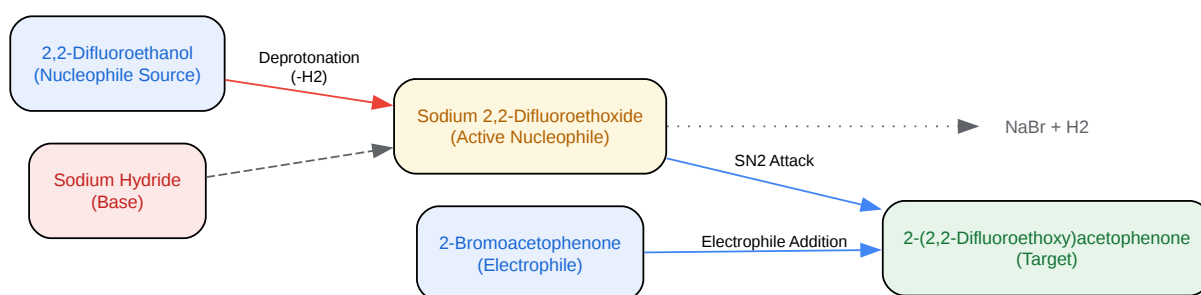 2,2-Difluoroethanol
(Nucleophile Source)
Deprotonation
(-H2)
Sodium Hydride
(Base)
Sodium 2,2-Difluoroethoxide
(Active Nucleophile)
NaBr + H2
SN2 Attack
2-Bromoacetophenone
(Electrophile)
Electrophile Addition
2-(2,2-Difluoroethoxy)acetophenone
(Target)